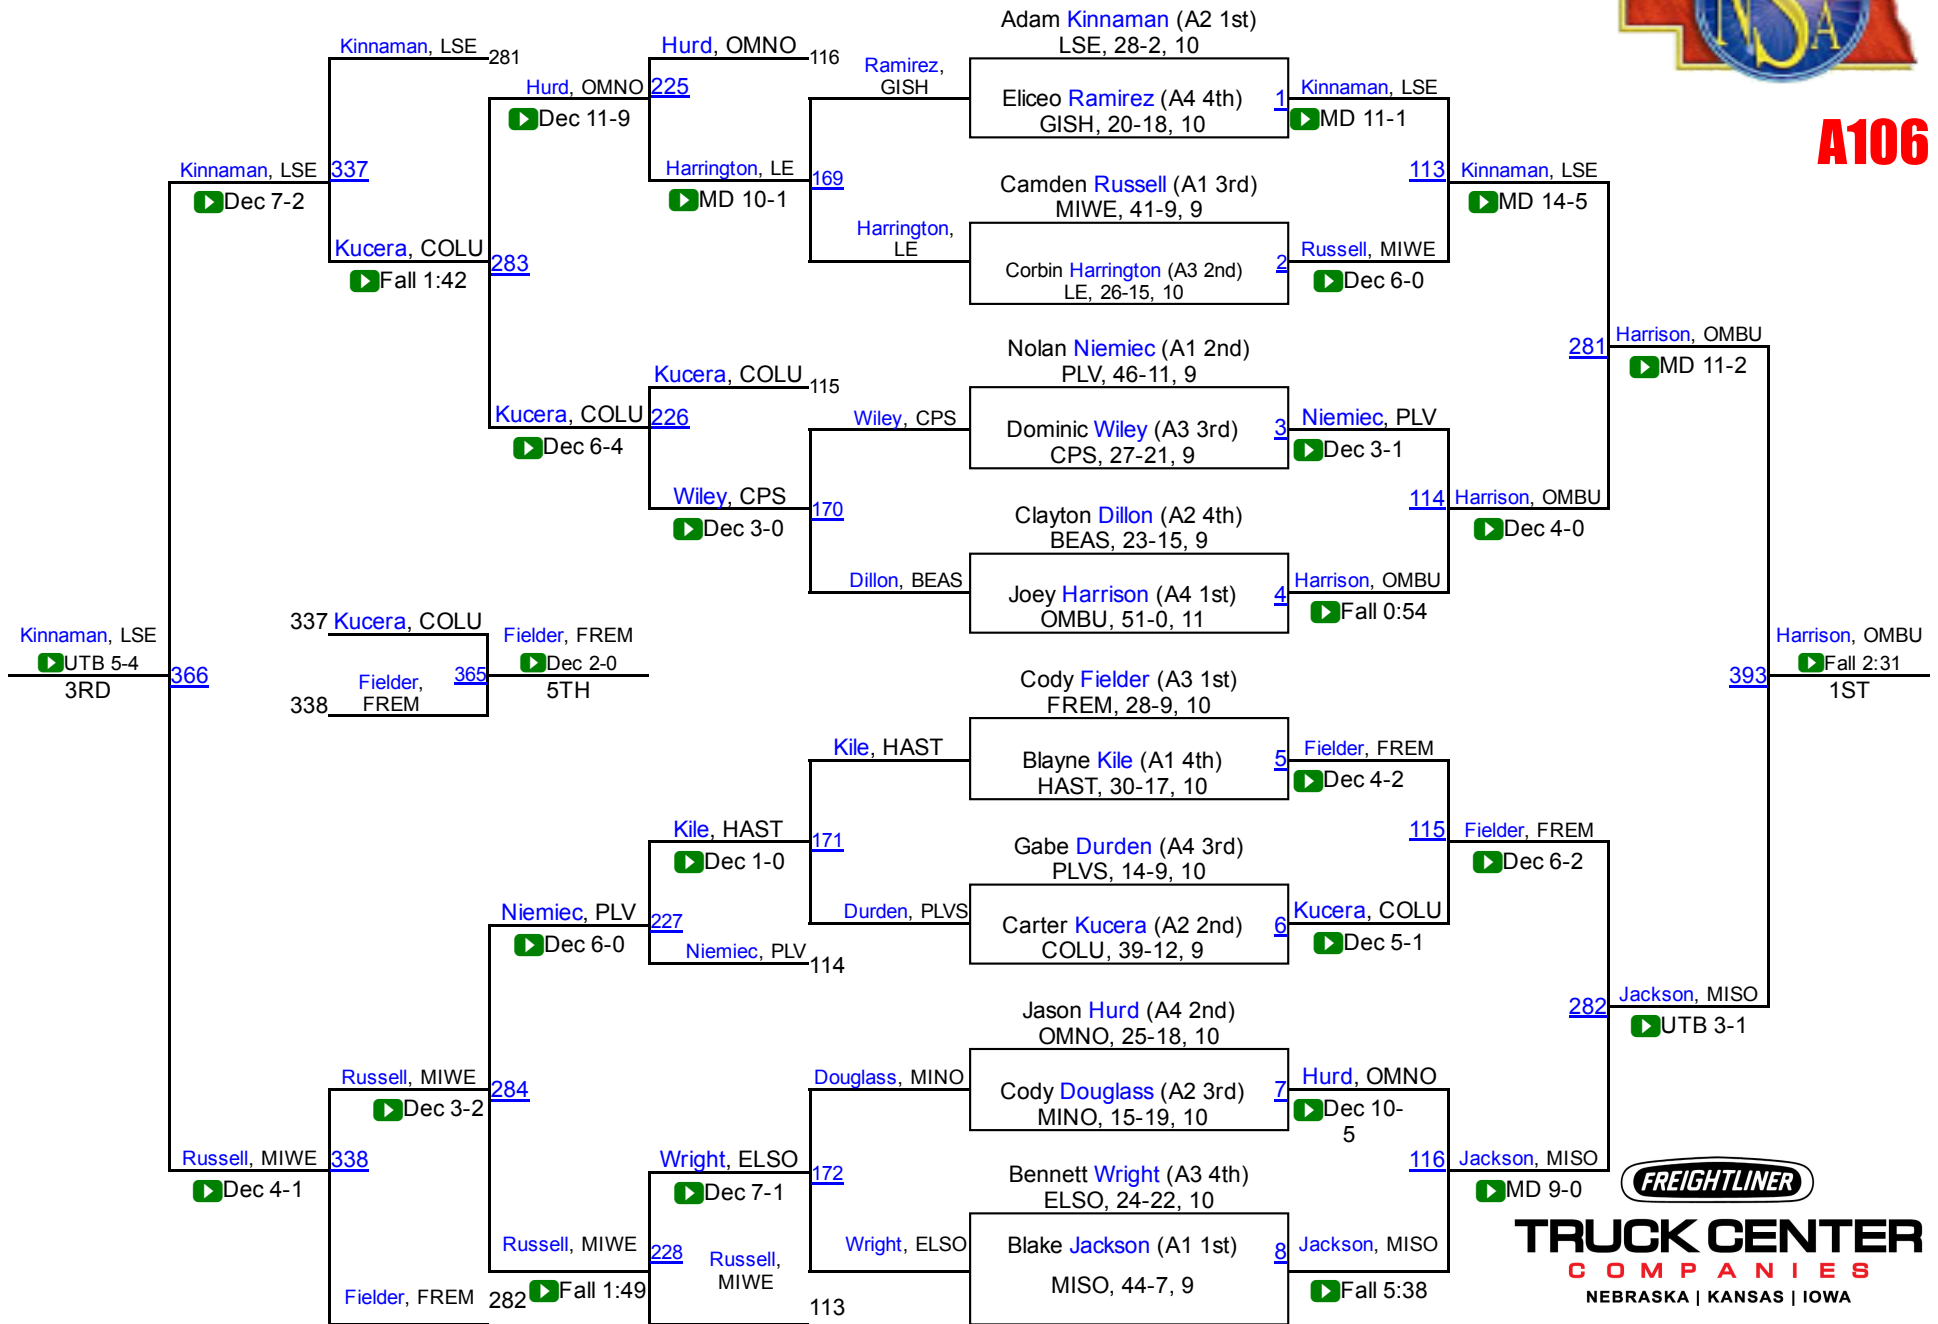 NSA
A106
Adam Kinnaman (A2 1st)
LSE, 28-2, 10
Eliceo Ramirez (A4 4th)
GISH, 20-18, 10
Camden Russell (A1 3rd)
MIWE, 41-9, 9
Corbin Harrington (A3 2nd)
LE, 26-15, 10
Nolan Niemiec (A1 2nd)
PLV, 46-11, 9
Dominic Wiley (A3 3rd)
CPS, 27-21, 9
Clayton Dillon (A2 4th)
BEAS, 23-15, 9
Joey Harrison (A4 1st)
OMBU, 51-0, 11
Cody Fielder (A3 1st)
FREM, 28-9, 10
Blayne Kile (A1 4th)
HAST, 30-17, 10
Gabe Durden (A4 3rd)
PLVS, 14-9, 10
Carter Kucera (A2 2nd)
COLU, 39-12, 9
Jason Hurd (A4 2nd)
OMNO, 25-18, 10
Cody Douglass (A2 3rd)
MINO, 15-19, 10
Bennett Wright (A3 4th)
ELSO, 24-22, 10
Blake Jackson (A1 1st)
MISO, 44-7, 9
1
Kinnaman, LSE
MD 11-1
2
Russell, MIWE
Dec 6-0
3
Niemiec, PLV
Dec 3-1
4
Harrison, OMBU
Fall 0:54
5
Fielder, FREM
Dec 4-2
6
Kucera, COLU
Dec 5-1
7
Hurd, OMNO
Dec 10-
5
8
Jackson, MISO
Fall 5:38
113
Kinnaman, LSE
MD 14-5
114
Harrison, OMBU
Dec 4-0
115
Fielder, FREM
Dec 6-2
116
Jackson, MISO
MD 9-0
281
Harrison, OMBU
MD 11-2
282
Jackson, MISO
UTB 3-1
393
Harrison, OMBU
Fall 2:31
1ST
Ramirez,
GISH
Harrington,
LE
169
Wiley, CPS
Dillon, BEAS
170
Kile, HAST
Durden, PLVS
171
Douglass, MINO
Wright, ELSO
172
Hurd, OMNO
116
225
Harrington, LE
MD 10-1
Kucera, COLU
115
226
Wiley, CPS
Dec 3-0
Kile, HAST
Dec 1-0
227
Niemiec, PLV
114
Wright, ELSO
Dec 7-1
228
Russell,
MIWE
113
Hurd, OMNO
Dec 11-9
283
Kucera, COLU
Dec 6-4
Niemiec, PLV
Dec 6-0
284
Russell, MIWE
Fall 1:49
Kinnaman, LSE
281
337
Kucera, COLU
Fall 1:42
Russell, MIWE
Dec 3-2
338
Fielder, FREM
282
Kinnaman, LSE
Dec 7-2
366
Russell, MIWE
Dec 4-1
Kinnaman, LSE
UTB 5-4
3RD
337 Kucera, COLU
338
Fielder,
FREM
365
Fielder, FREM
Dec 2-0
5TH
FREIGHTLINER
TRUCK CENTER
COMPANIES
NEBRASKA | KANSAS | IOWA